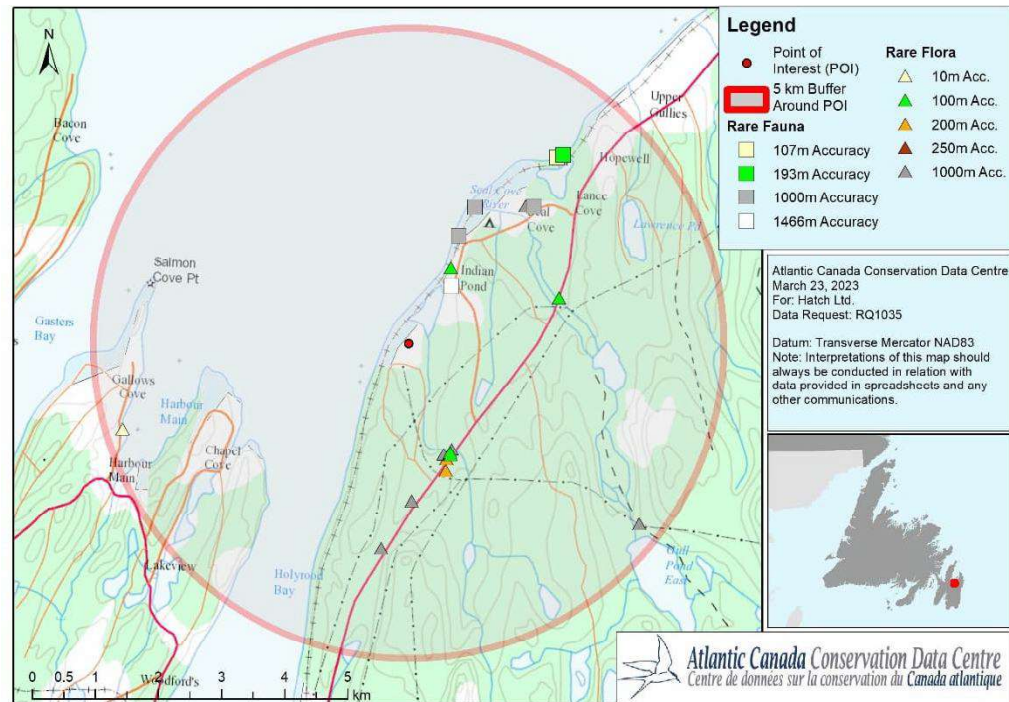 N
Bacon
Cove
Upper
Gullies
Hopewell
Lance
Cove
Seal Cove
River
Seal
Cove
Lawrence Pd
Salmon
Cove Pt
Indian
Pond
Gasters
Bay
Gallows
Cove
Harbour
Main
Chapel
Cove
Harbour
Main
Lakeview
Holyrood
Bay
Gull
Pond
East
Woodford's
0 0.5 1 2 3 4 5
km
Legend
Point of
Interest (POI)
5 km Buffer
Around POI
Rare Fauna
107m Accuracy
193m Accuracy
1000m Accuracy
1466m Accuracy
Rare Flora
10m Acc.
100m Acc.
200m Acc.
250m Acc.
1000m Acc.
Atlantic Canada Conservation Data Centre
March 23, 2023
For: Hatch Ltd.
Data Request: RQ1035
Datum: Transverse Mercator NAD83
Note: Interpretations of this map should
always be conducted in relation with
data provided in spreadsheets and any
other communications.
Atlantic Canada Conservation Data Centre
Centre de données sur la conservation du Canada atlantique